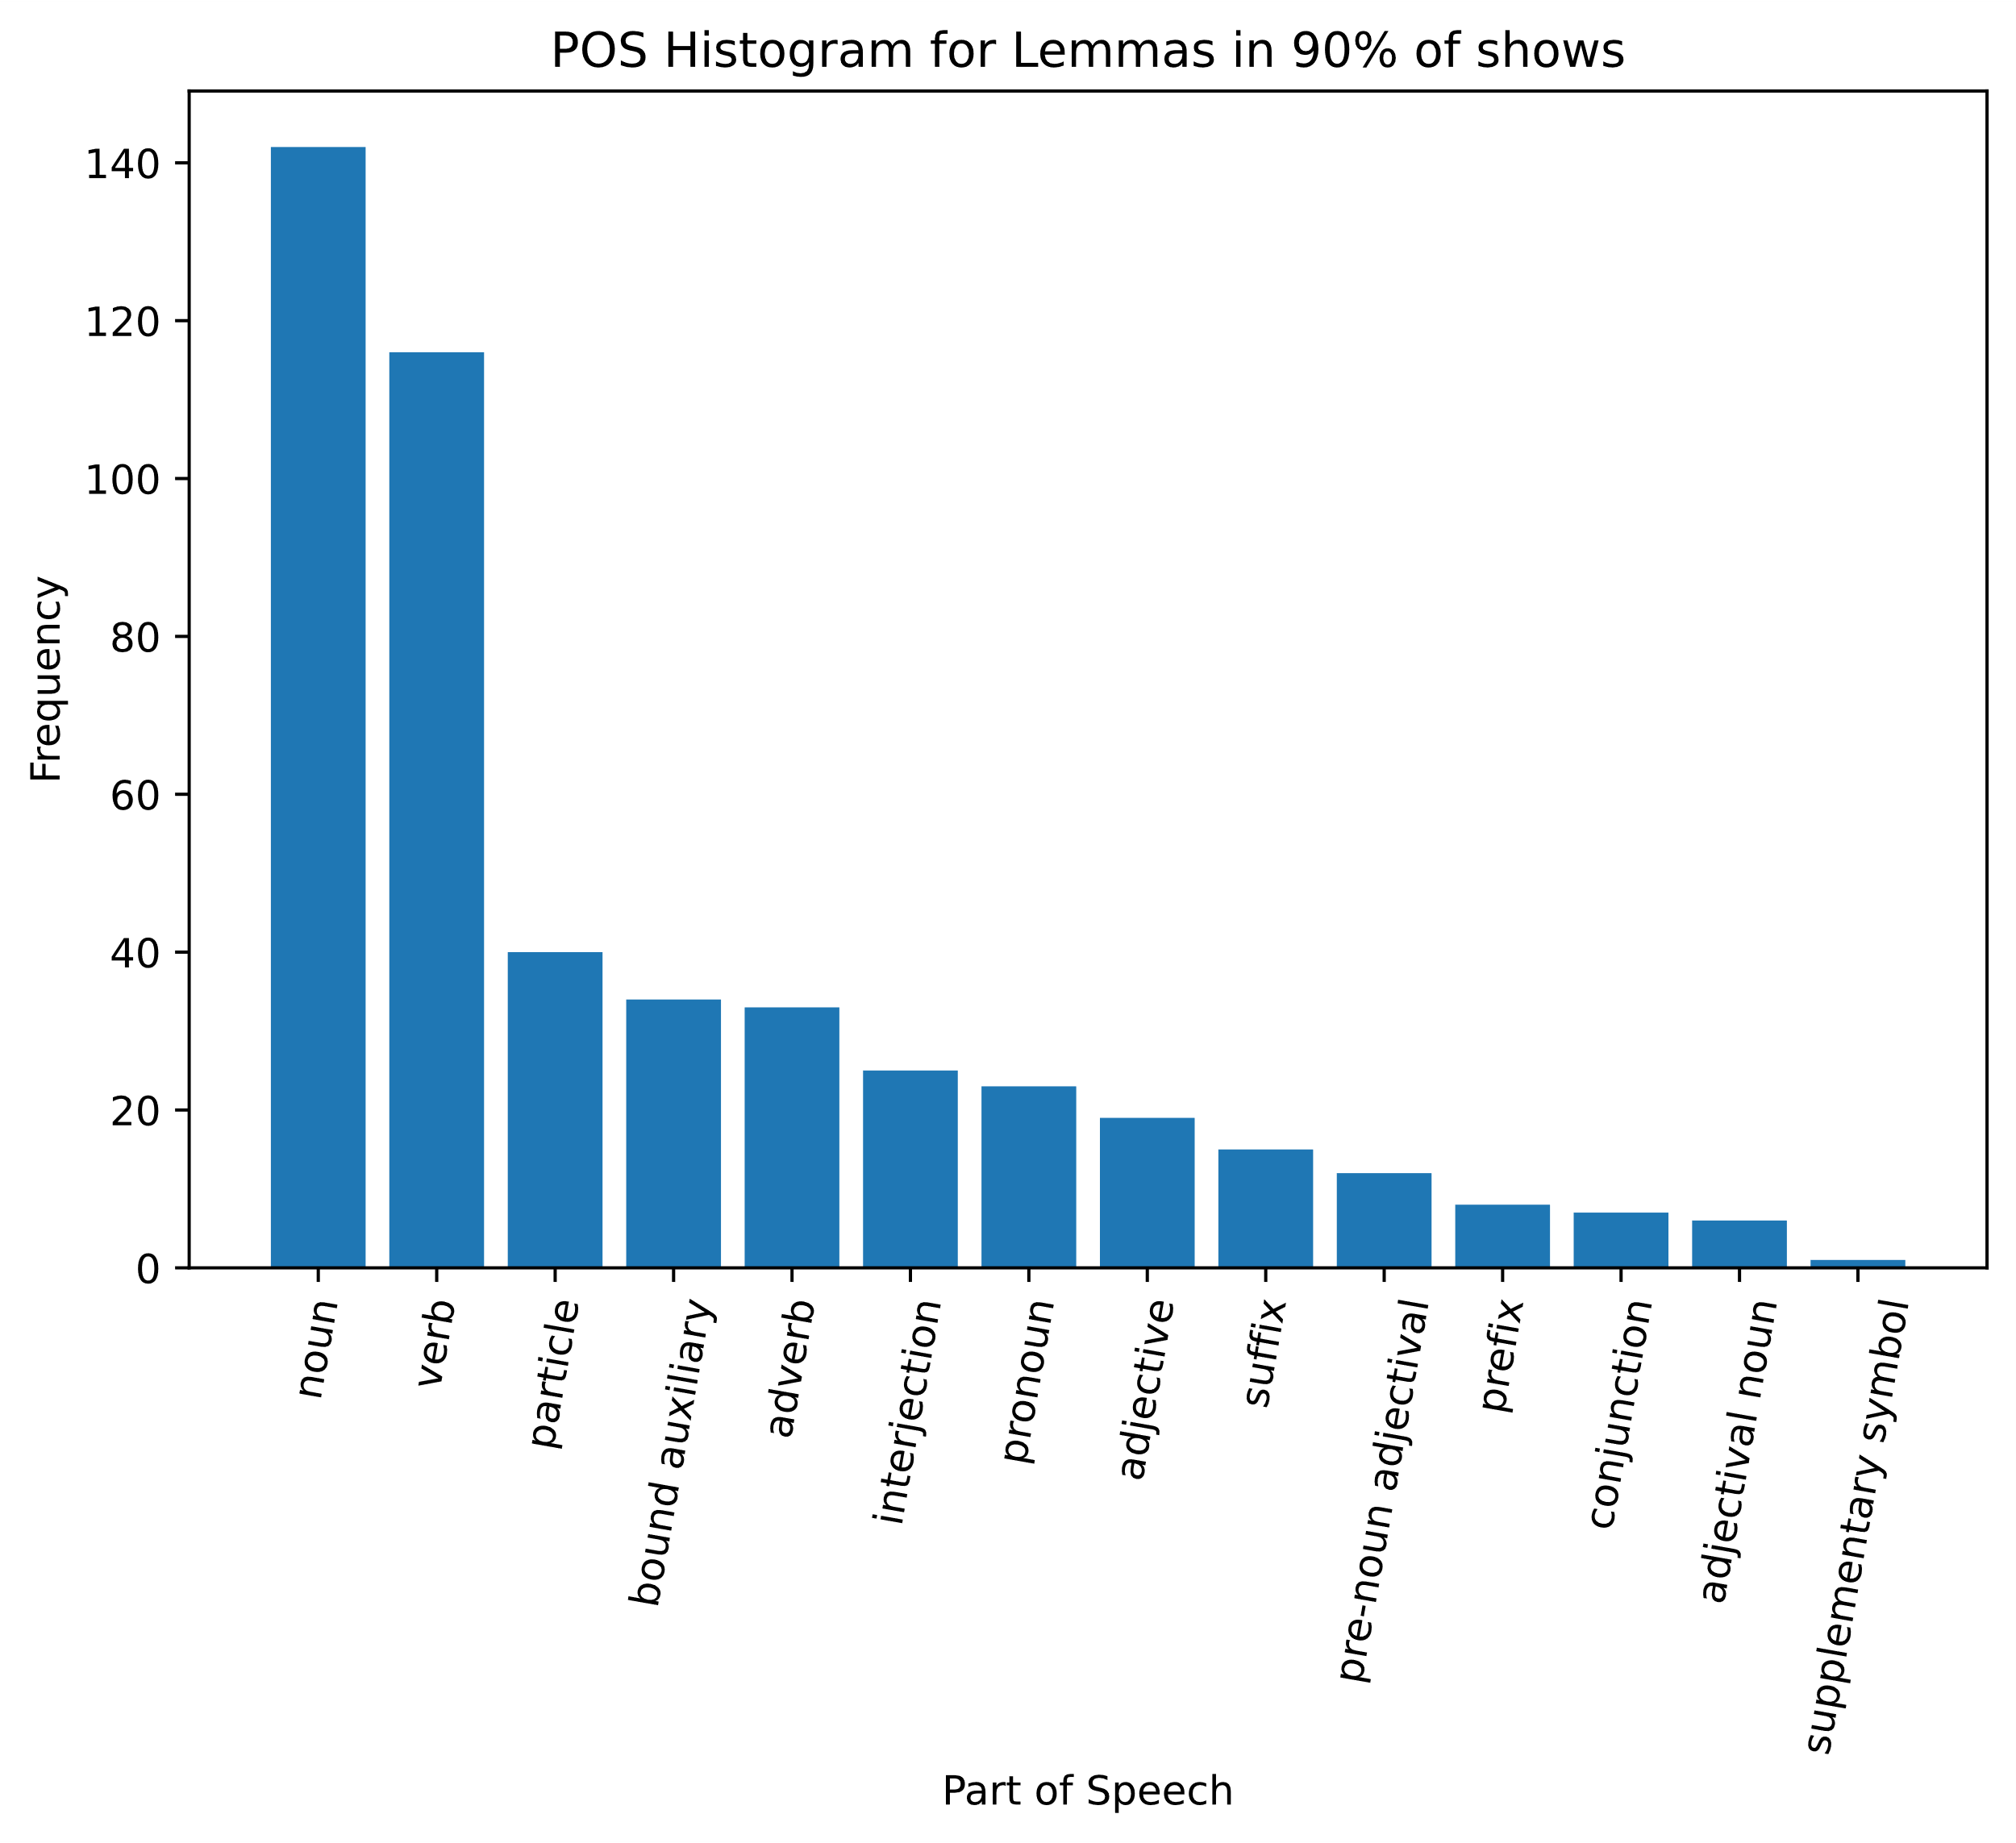 POS Histogram for Lemmas in 90% of shows
140
120
100
80
60
40
20
0
Frequency
noun
verb
particle
bound auxiliary
adverb
interjection
pronoun
adjective
suffix
pre-noun adjectival
prefix
conjunction
adjectival noun
supplementary symbol
Part of Speech